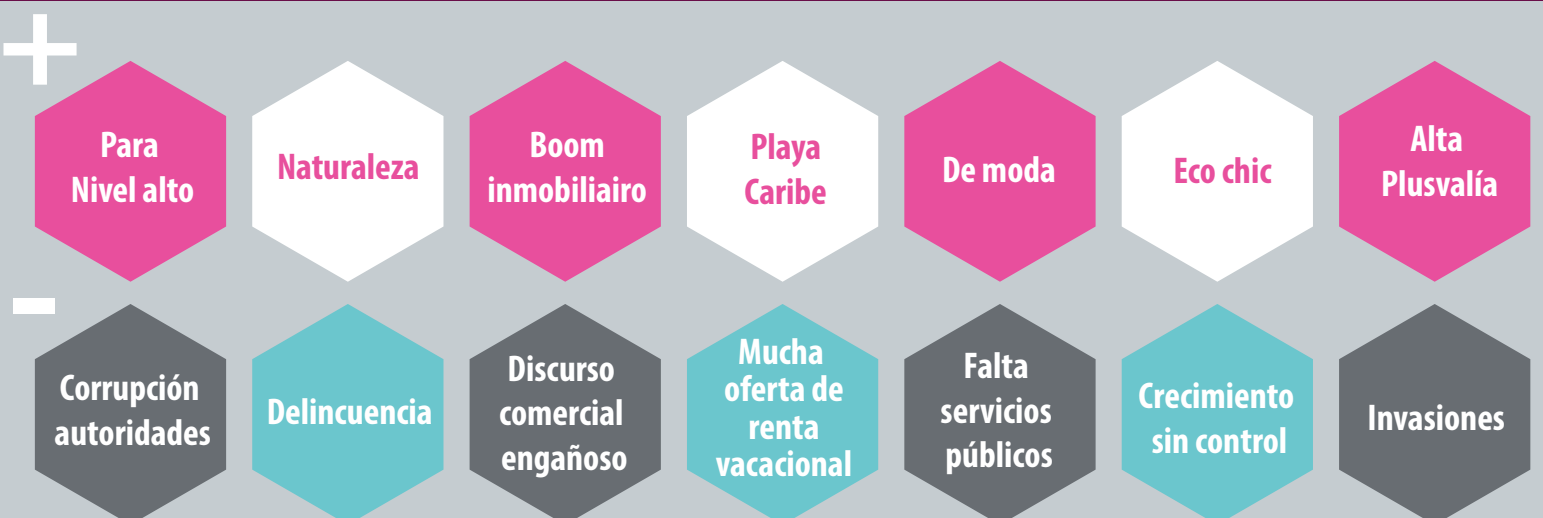 +
Para
Nivel alto
Naturaleza
Boom
inmobiliairo
Playa
Caribe
De moda
Eco chic
Alta
Plusvalía
-
Corrupción
autoridades
Delincuencia
Discurso
comercial
engañoso
Mucha
oferta de
renta
vacacional
Falta
servicios
públicos
Crecimiento
sin control
Invasiones